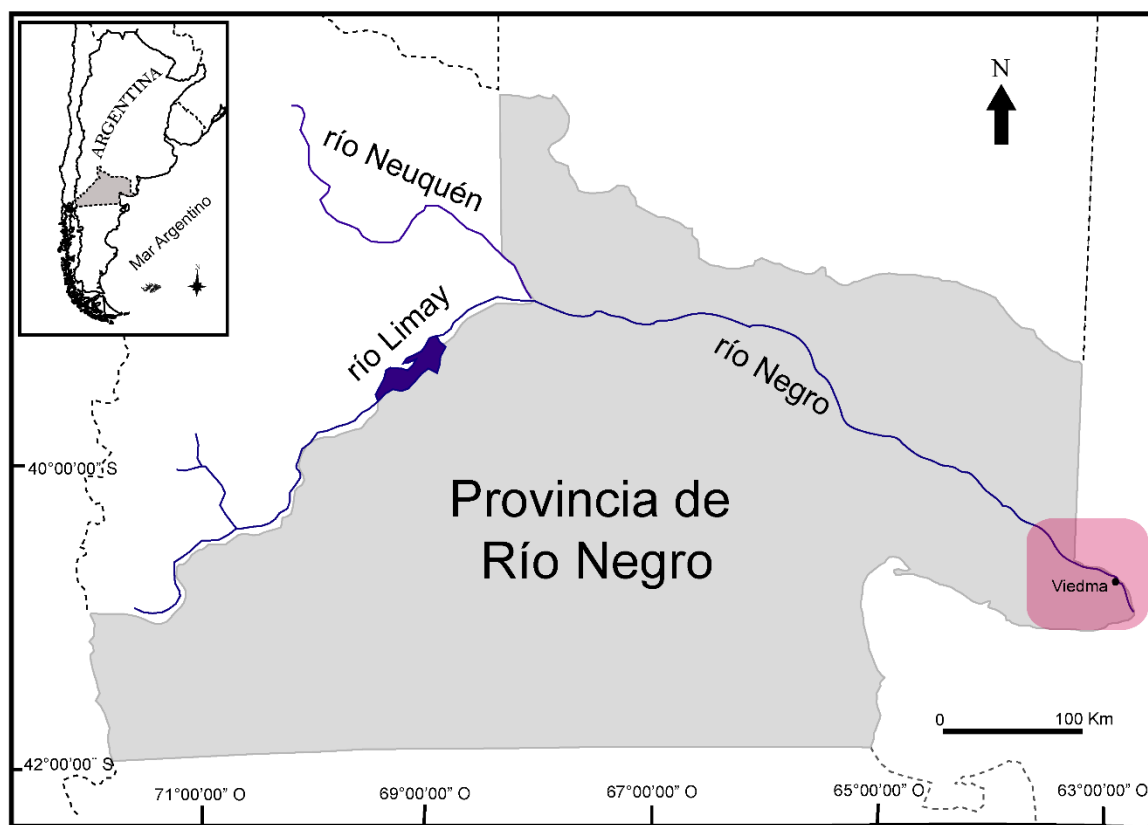 ARGENTINA
Mar Argentino
N
N
río Neuquén
río Limay
río Negro
Provincia de
Río Negro
Viedma
0 100 Km
40°00'00" S
42°00'00" S
71°00'00" O
69°00'00" O
67°00'00" O
65°00'00" O
63°00'00" O